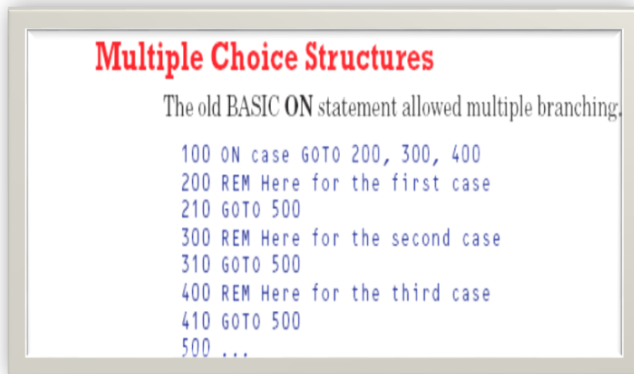 Multiple Choice Structures
The old BASIC ON statement allowed multiple branching.
100 ON case GOTO 200, 300, 400
200 REM Here for the first case
210 GOTO 500
300 REM Here for the second case
310 GOTO 500
400 REM Here for the third case
410 GOTO 500
500 ...